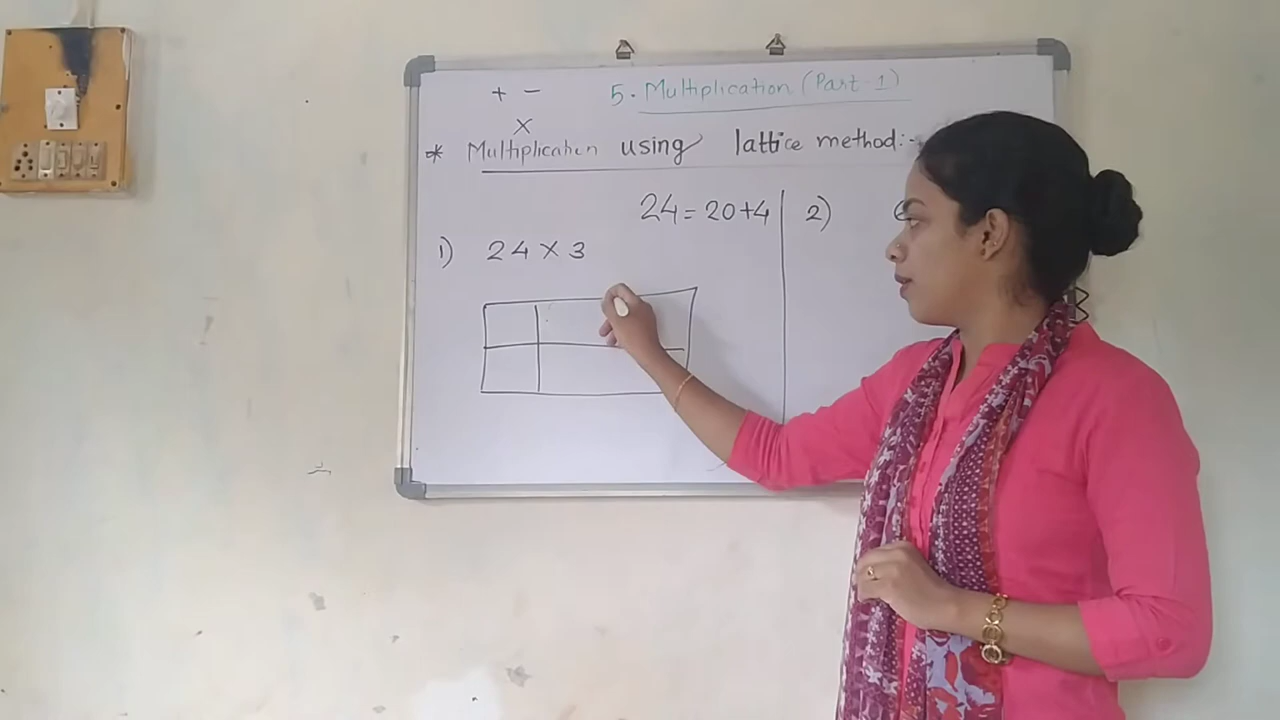 + -
5. Multiplication (Part-1)
×
* Multiplication using lattice method:-
24 = 20+4
2)
1) 24 × 3